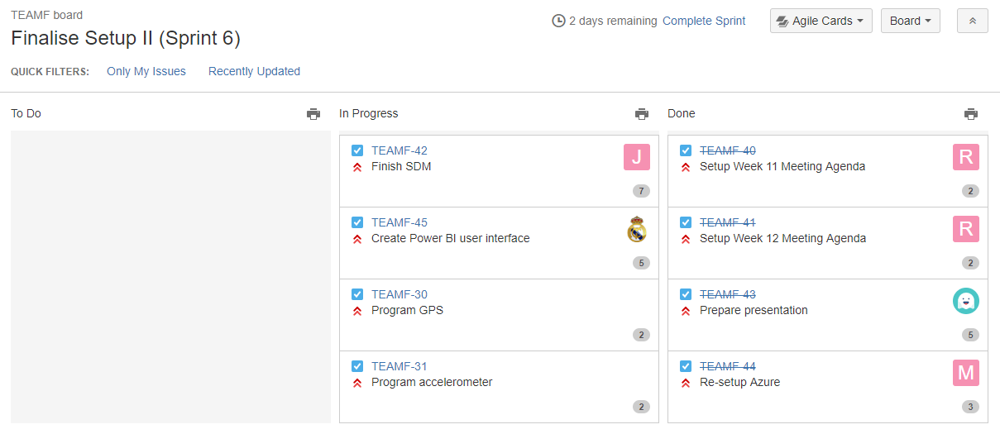 TEAMF board
Finalise Setup II (Sprint 6)
2 days remaining Complete Sprint
Agile Cards
Board
QUICK FILTERS: Only My Issues Recently Updated
To Do
In Progress
TEAMF-42
Finish SDM
J
7
TEAMF-45
Create Power BI user interface
5
TEAMF-30
Program GPS
2
TEAMF-31
Program accelerometer
2
Done
TEAMF-40
Setup Week 11 Meeting Agenda
R
2
TEAMF-41
Setup Week 12 Meeting Agenda
R
2
TEAMF-43
Prepare presentation
5
TEAMF-44
Re-setup Azure
M
3